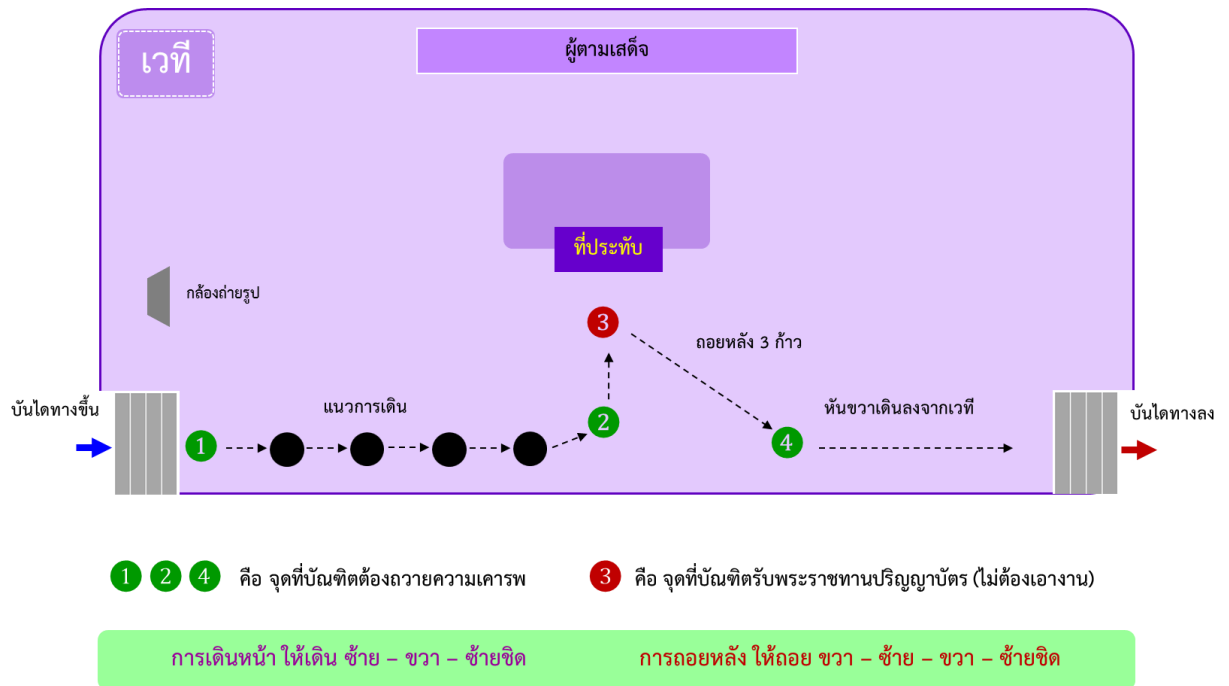 ผู้ตามเสด็จ
เวที
ที่ประทับ
กล้องถ่ายรูป
3
ถอยหลัง 3 ก้าว
บันไดทางขึ้น
แนวการเดิน
2
หันขวาเดินลงจากเวที
บันไดทางลง
1
4
1 2 4 คือ จุดที่บัณฑิตต้องถวายความเคารพ
3 คือ จุดที่บัณฑิตรับพระราชทานปริญญาบัตร (ไม่ต้องเอางาน)
การเดินหน้า ให้เดิน ซ้าย – ขวา – ซ้ายชิด
การถอยหลัง ให้ถอย ขวา – ซ้าย – ขวา – ซ้ายชิด